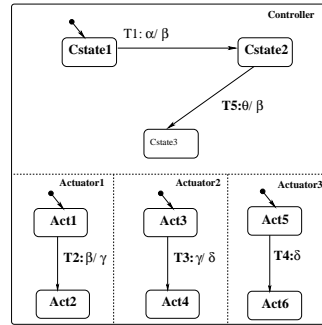 Controller
Cstate1
T1: α/ β
Cstate2
T5:θ/ β
Cstate3
Actuator1
Actuator2
Actuator3
Act1
Act3
Act5
T2: β/ γ
T3: γ/ δ
T4: δ
Act2
Act4
Act6